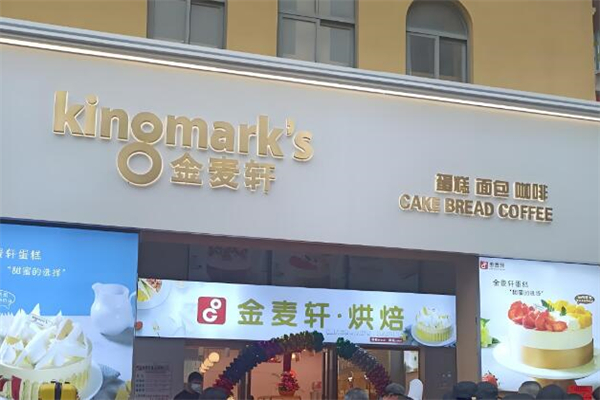 kingmark's
金麦轩
蛋糕 面包 咖啡
CAKE BREAD COFFEE
麦轩蛋糕
"甜蜜的选择"
金麦轩·烘焙
金麦轩
金麦轩蛋糕
"甜蜜的选择"